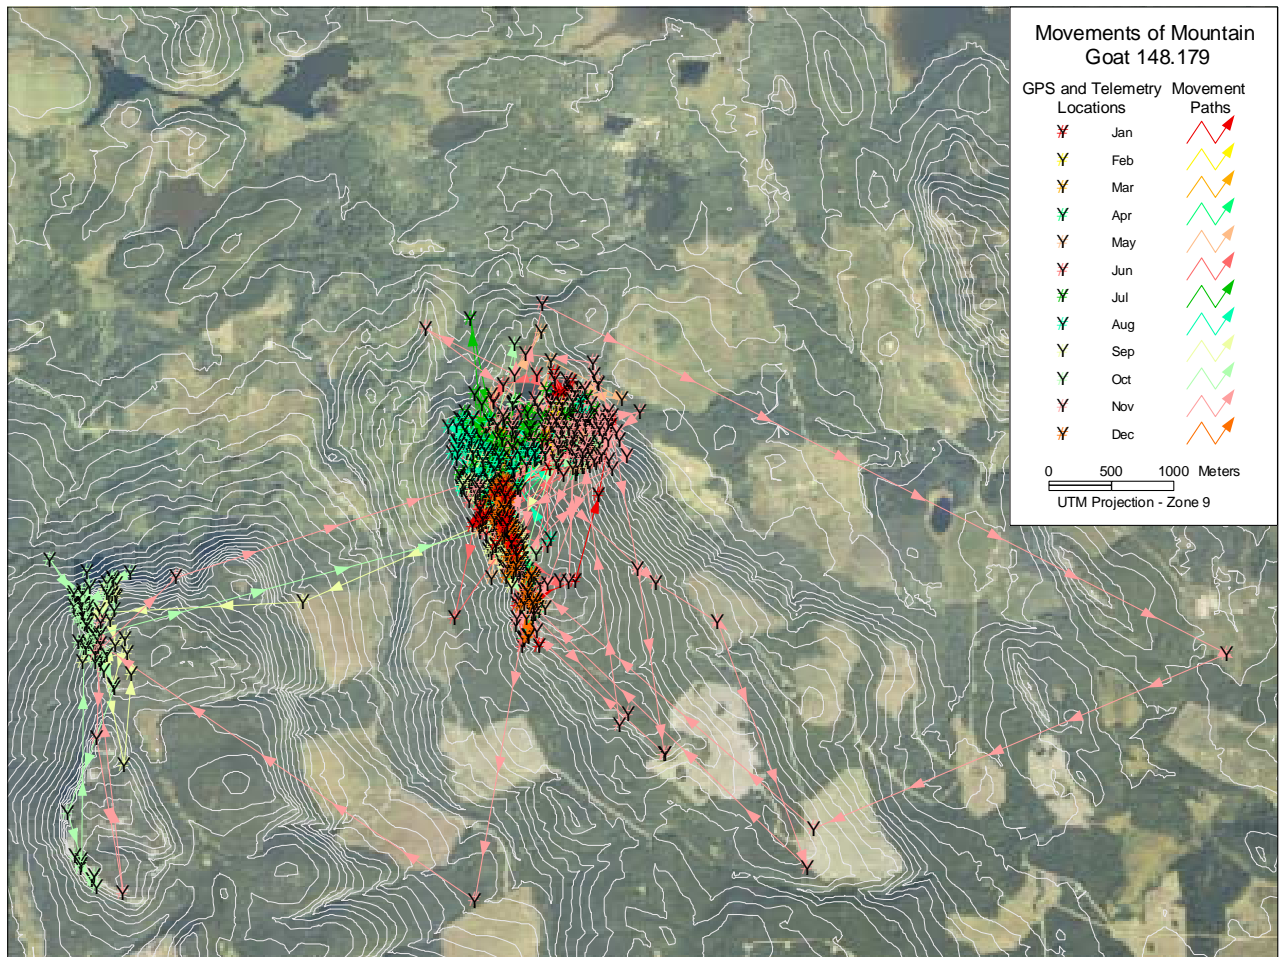 Movements of Mountain
Goat 148.179
GPS and Telemetry Movement
Locations Paths
Jan
Feb
Mar
Apr
May
Jun
Jul
Aug
Sep
Oct
Nov
Dec
0 500 1000 Meters
UTM Projection - Zone 9